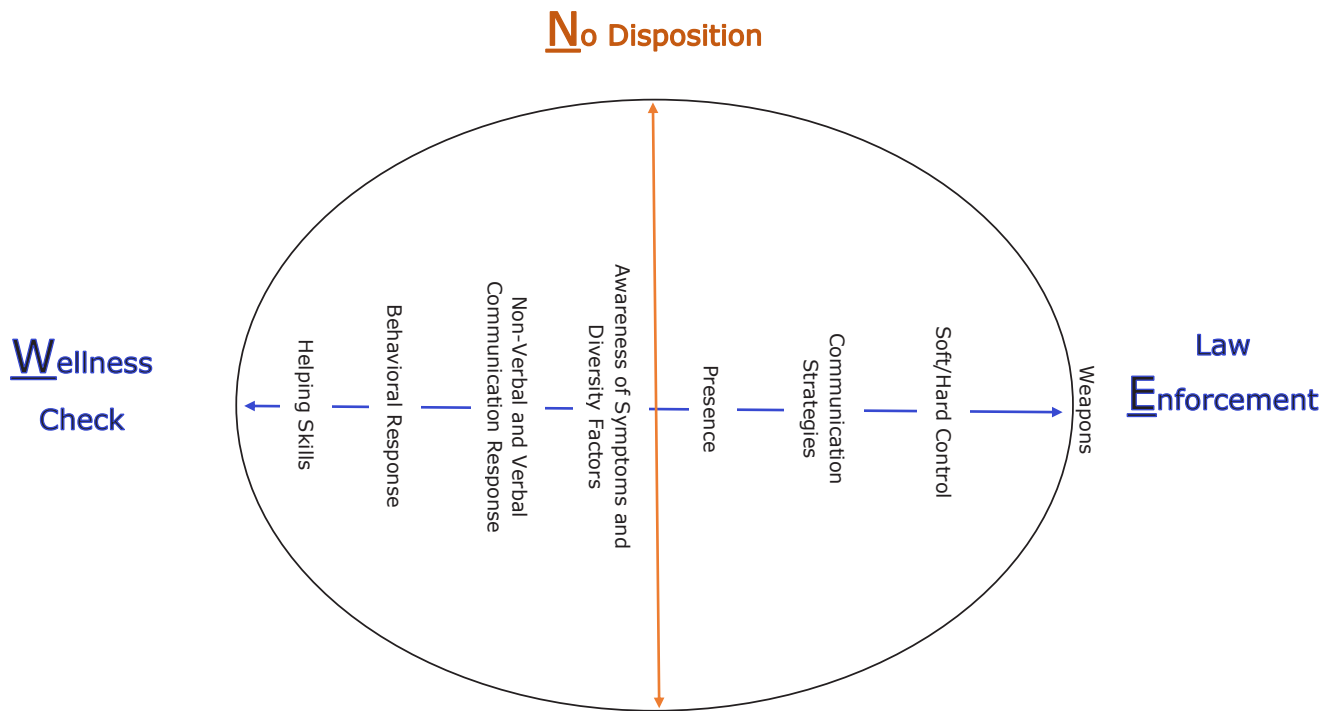 No Disposition
Wellness
Check
Helping Skills
Behavioral Response
Non-Verbal and Verbal
Communication Response
Awareness of Symptoms and
Diversity Factors
Presence
Communication
Strategies
Soft/Hard Control
Weapons
Law
Enforcement